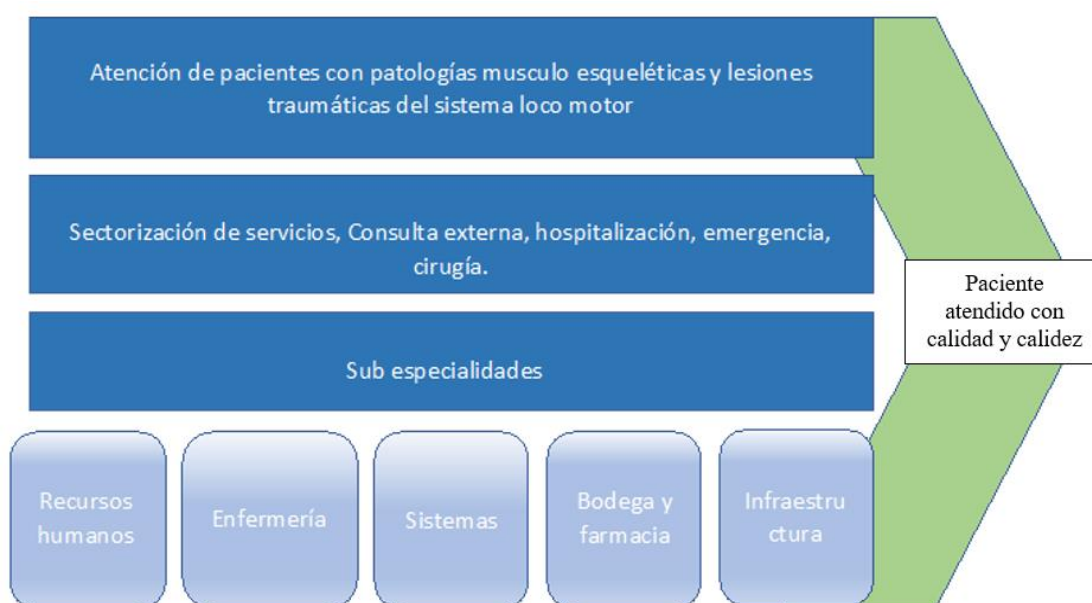 Atención de pacientes con patologías musculo esqueléticas y lesiones
traumáticas del sistema loco motor
Sectorización de servicios, Consulta externa, hospitalización, emergencia,
cirugía.
Paciente
atendido con
calidad y calidez
Sub especialidades
Recursos
humanos
Enfermería
Sistemas
Bodega y
farmacia
Infraestru
ctura